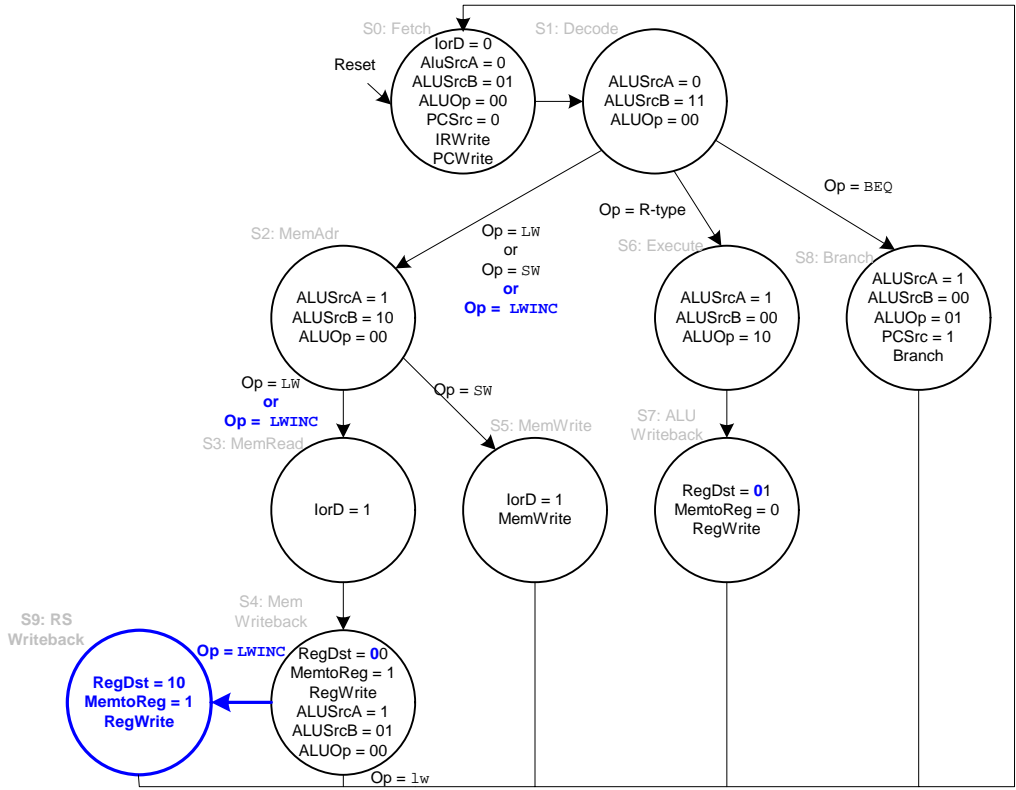 S0: Fetch
S1: Decode
Reset
IorD = 0
AluSrcA = 0
ALUSrcB = 01
ALUOp = 00
PCSrc = 0
IRWrite
PCWrite
ALUSrcA = 0
ALUSrcB = 11
ALUOp = 00
Op = BEQ
Op = R-type
S2: MemAdr
Op = LW
or
Op = SW
or
Op = LWINC
S6: Execute
S8: Branch
ALUSrcA = 1
ALUSrcB = 10
ALUOp = 00
ALUSrcA = 1
ALUSrcB = 00
ALUOp = 10
ALUSrcA = 1
ALUSrcB = 00
ALUOp = 01
PCSrc = 1
Branch
Op = LW
or
Op = LWINC
Op = SW
S3: MemRead
S5: MemWrite
S7: ALU
Writeback
IorD = 1
IorD = 1
MemWrite
RegDst = 01
MemtoReg = 0
RegWrite
S4: Mem
Writeback
S9: RS
Writeback
Op = LWINC
RegDst = 10
MemtoReg = 1
RegWrite
RegDst = 00
MemtoReg = 1
RegWrite
ALUSrcA = 1
ALUSrcB = 01
ALUOp = 00
Op = lw